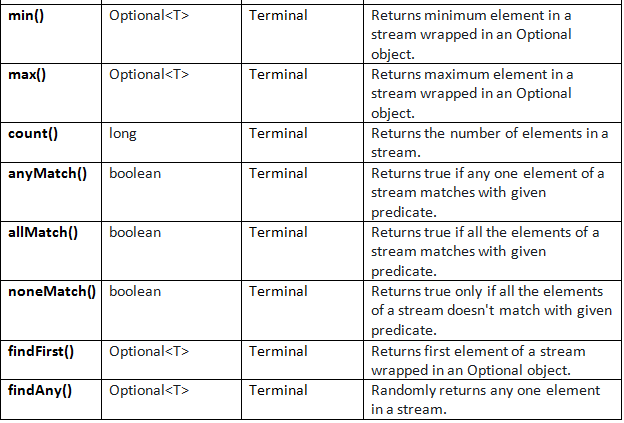 min() Optional<T> Terminal Returns minimum element in a
stream wrapped in an Optional
object.
max() Optional<T> Terminal Returns maximum element in a
stream wrapped in an Optional
object.
count() long Terminal Returns the number of elements in a
stream.
anyMatch() boolean Terminal Returns true if any one element of a
stream matches with given
predicate.
allMatch() boolean Terminal Returns true if all the elements of a
stream matches with given
predicate.
noneMatch() boolean Terminal Returns true only if all the elements
of a stream doesn't match with given
predicate.
findFirst() Optional<T> Terminal Returns first element of a stream
wrapped in an Optional object.
findAny() Optional<T> Terminal Randomly returns any one element
in a stream.